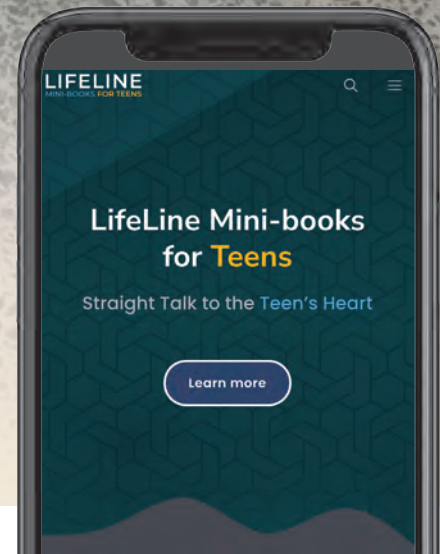 LIFELINE
MINI-BOOKS FOR TEENS
LifeLine Mini-books
for Teens
Straight Talk to the Teen's Heart
Learn more